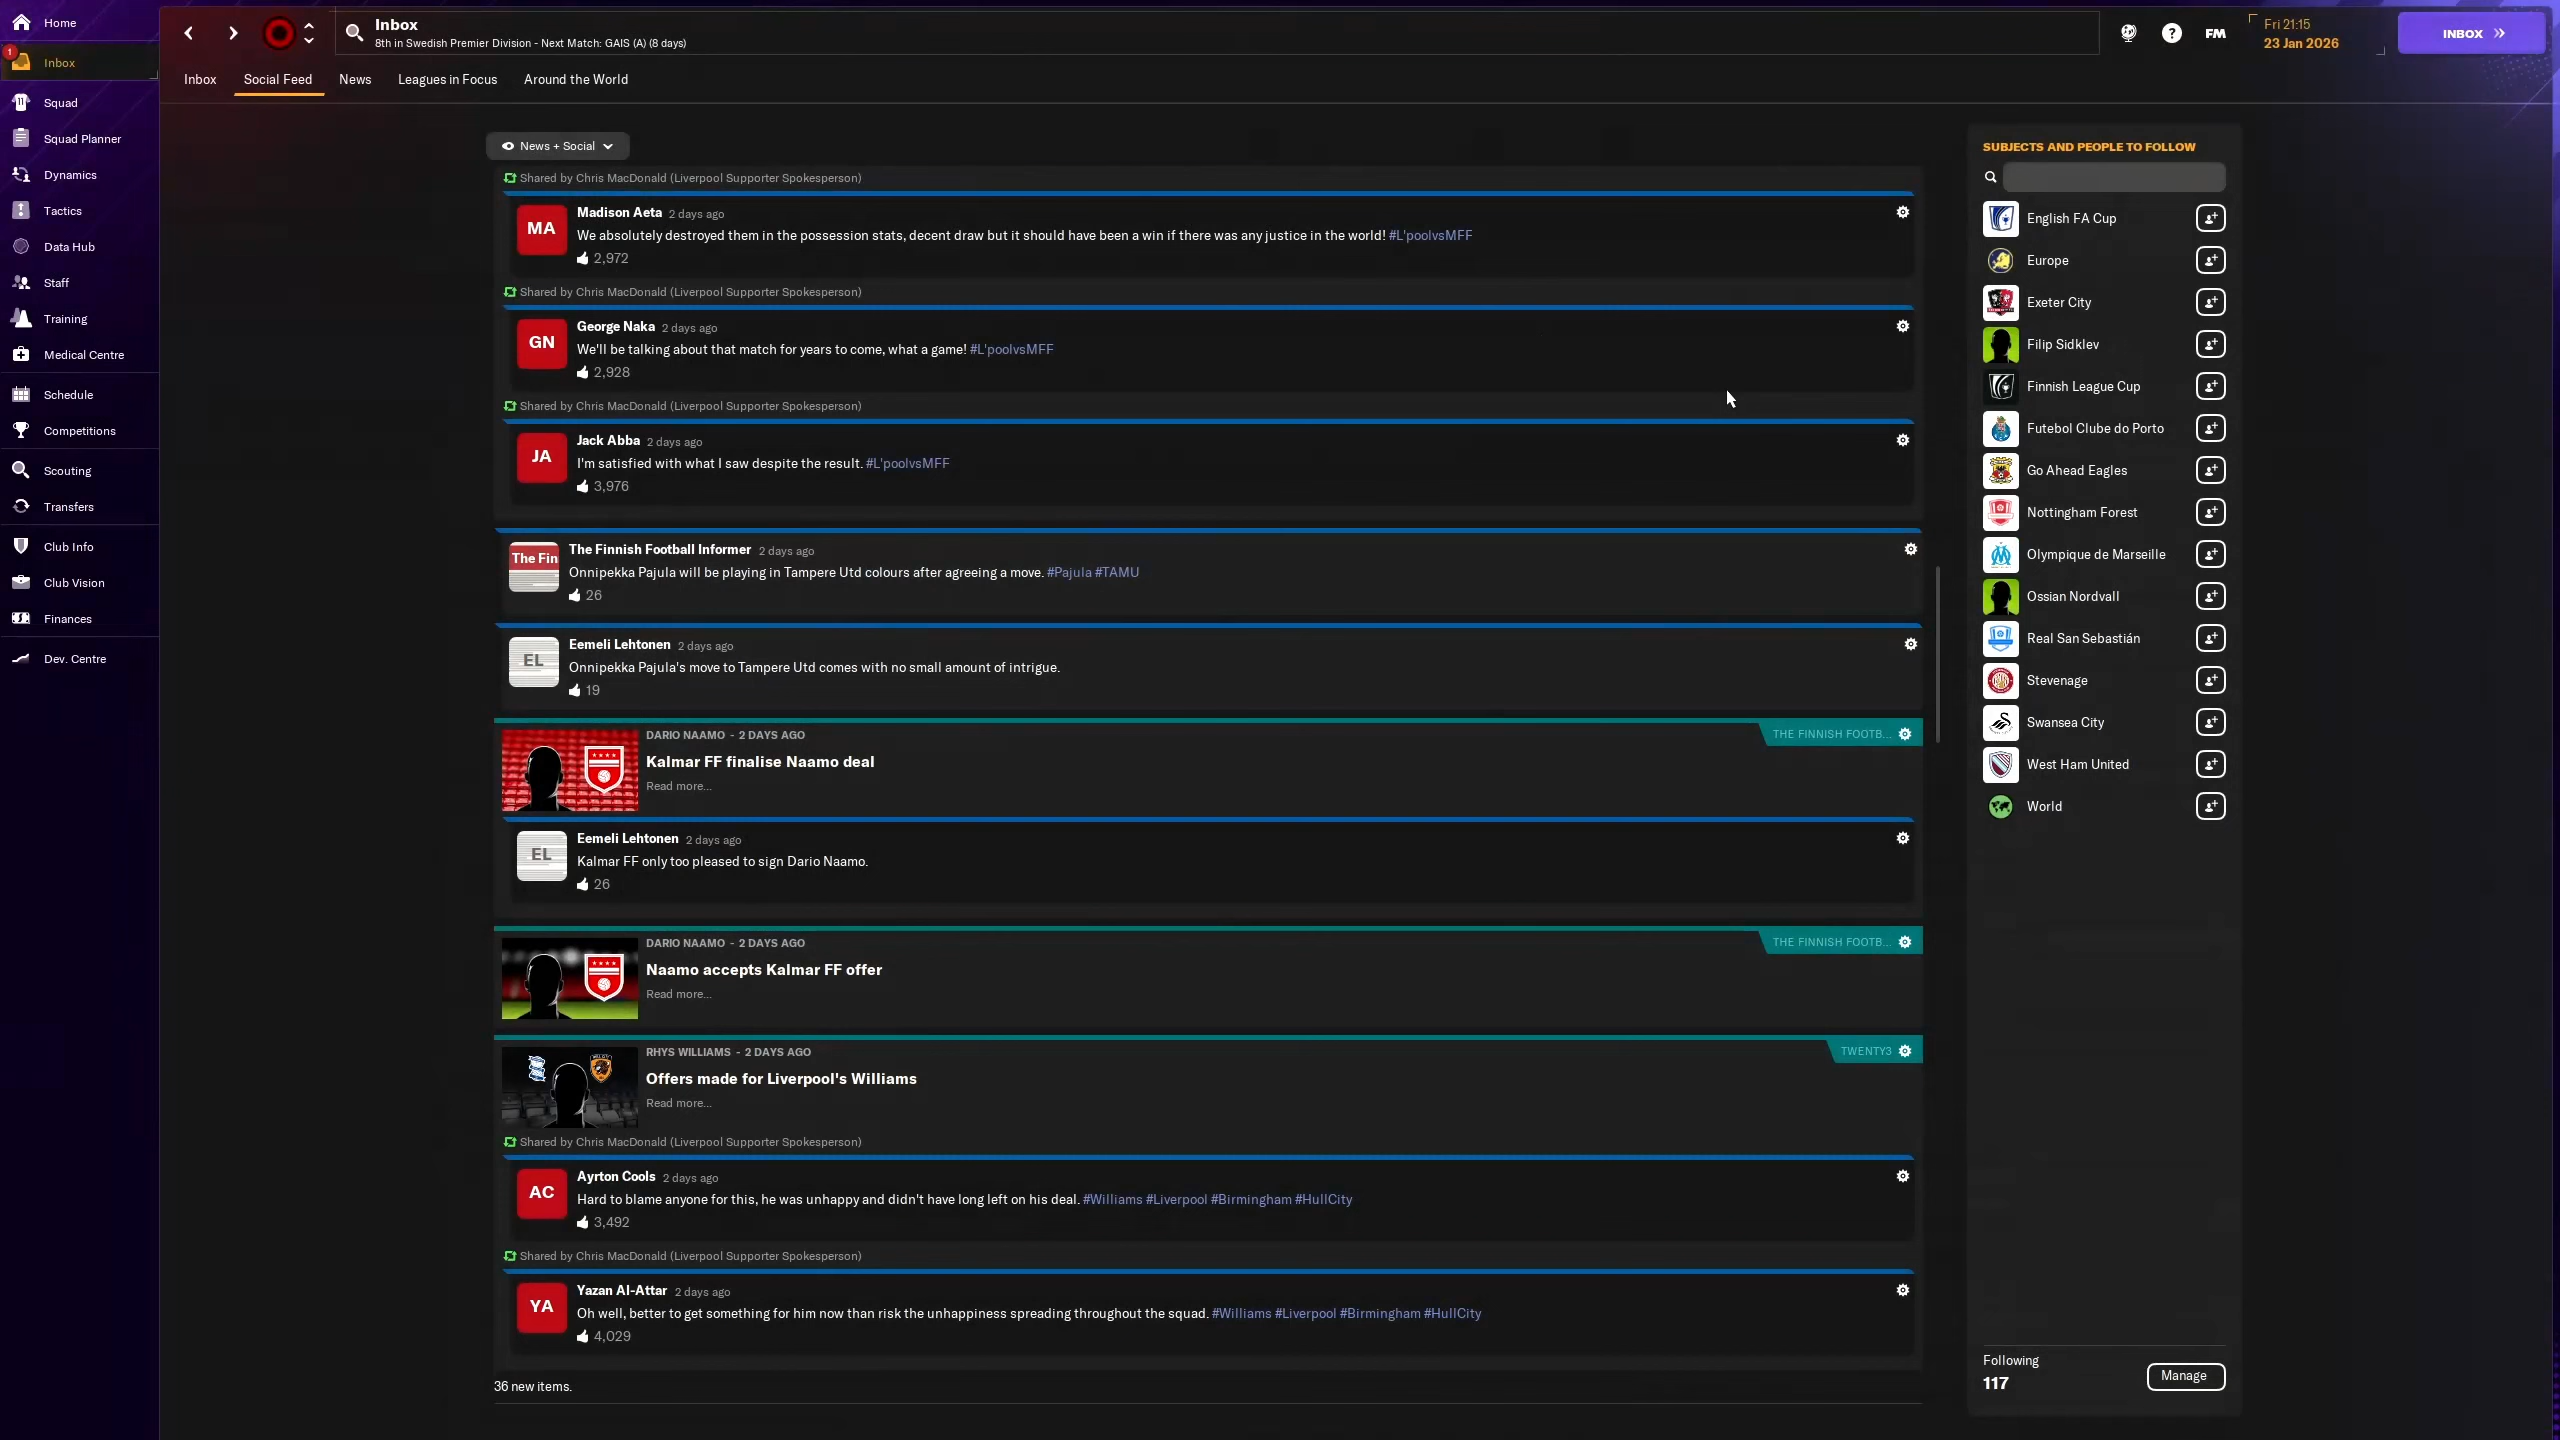 Home
1
Inbox
Squad
Squad Planner
Dynamics
Tactics
Data Hub
Staff
Training
Medical Centre
Schedule
Competitions
Scouting
Transfers
Club Info
Club Vision
Finances
Dev. Centre
Inbox
8th in Swedish Premier Division - Next Match: GAIS (A) (8 days)
FM
Fri 21:15
23 Jan 2026
INBOX
Inbox
Social Feed
News
Leagues in Focus
Around the World
News + Social
Shared by Chris MacDonald (Liverpool Supporter Spokesperson)
MA
Madison Aeta 2 days ago
We absolutely destroyed them in the possession stats, decent draw but it should have been a win if there was any justice in the world! #L'poolvsMFF
2,972
Shared by Chris MacDonald (Liverpool Supporter Spokesperson)
GN
George Naka 2 days ago
We'll be talking about that match for years to come, what a game! #L'poolvsMFF
2,928
Shared by Chris MacDonald (Liverpool Supporter Spokesperson)
JA
Jack Abba 2 days ago
I'm satisfied with what I saw despite the result. #L'poolvsMFF
3,976
The Fin
The Finnish Football Informer 2 days ago
Onnipekka Pajula will be playing in Tampere Utd colours after agreeing a move. #Pajula #TAMU
26
EL
Eemeli Lehtonen 2 days ago
Onnipekka Pajula's move to Tampere Utd comes with no small amount of intrigue.
19
DARIO NAAMO - 2 DAYS AGO
THE FINNISH FOOTB...
Kalmar FF finalise Naamo deal
Read more...
EL
Eemeli Lehtonen 2 days ago
Kalmar FF only too pleased to sign Dario Naamo.
26
DARIO NAAMO - 2 DAYS AGO
THE FINNISH FOOTB...
Naamo accepts Kalmar FF offer
Read more...
RHYS WILLIAMS - 2 DAYS AGO
TWENTY3
Offers made for Liverpool's Williams
Read more...
Shared by Chris MacDonald (Liverpool Supporter Spokesperson)
AC
Ayrton Cools 2 days ago
Hard to blame anyone for this, he was unhappy and didn't have long left on his deal. #Williams #Liverpool #Birmingham #HullCity
3,492
Shared by Chris MacDonald (Liverpool Supporter Spokesperson)
YA
Yazan Al-Attar 2 days ago
Oh well, better to get something for him now than risk the unhappiness spreading throughout the squad. #Williams #Liverpool #Birmingham #HullCity
4,029
36 new items.
SUBJECTS AND PEOPLE TO FOLLOW
English FA Cup
Europe
Exeter City
Filip Sidklev
Finnish League Cup
Futebol Clube do Porto
Go Ahead Eagles
Nottingham Forest
Olympique de Marseille
Ossian Nordvall
Real San Sebastián
Stevenage
Swansea City
West Ham United
World
Following
117
Manage